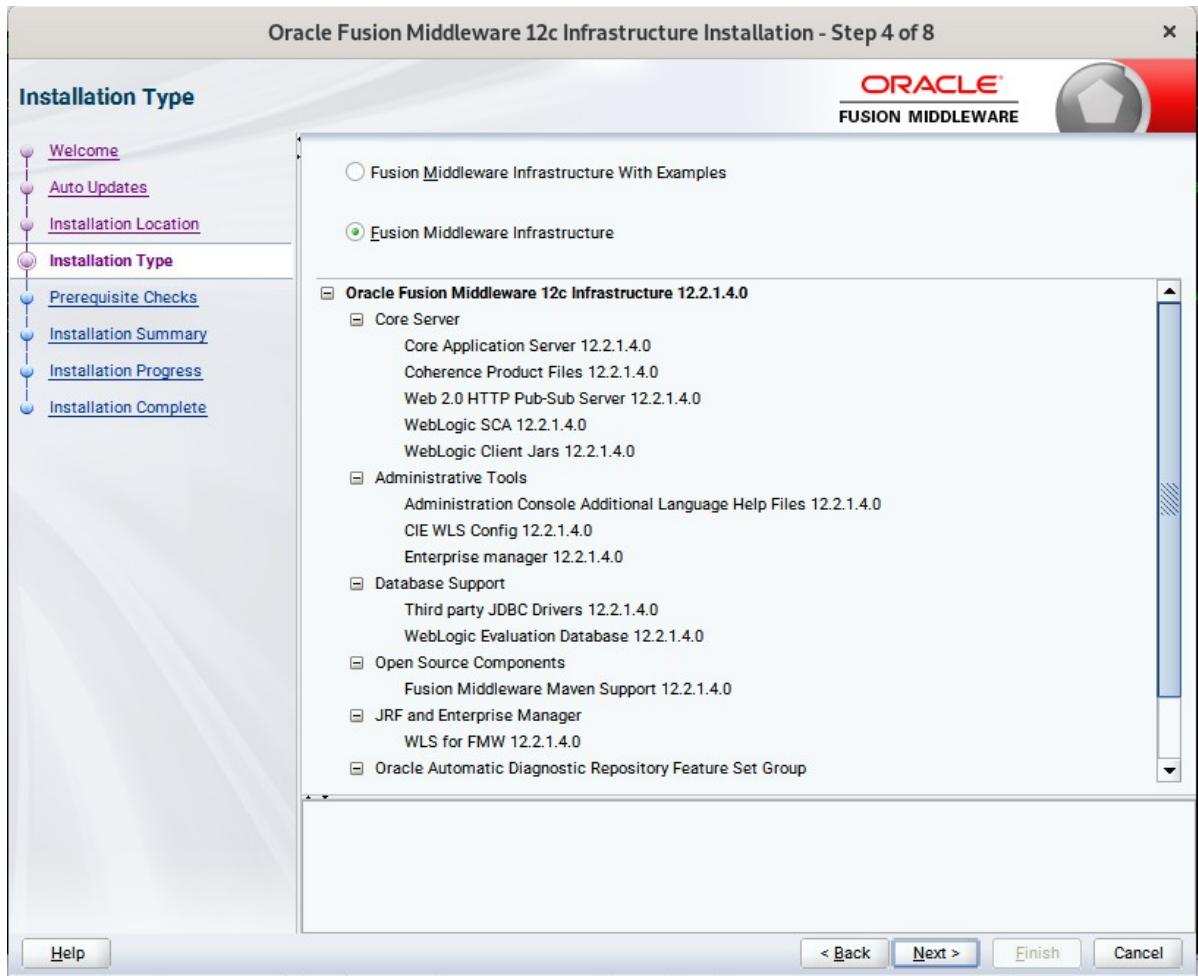 Oracle Fusion Middleware 12c Infrastructure Installation - Step 4 of 8
Installation Type
ORACLE
FUSION MIDDLEWARE
Welcome
Auto Updates
Installation Location
Installation Type
Prerequisite Checks
Installation Summary
Installation Progress
Installation Complete
Fusion Middleware Infrastructure With Examples
Fusion Middleware Infrastructure
Oracle Fusion Middleware 12c Infrastructure 12.2.1.4.0
Core Server
Core Application Server 12.2.1.4.0
Coherence Product Files 12.2.1.4.0
Web 2.0 HTTP Pub-Sub Server 12.2.1.4.0
WebLogic SCA 12.2.1.4.0
WebLogic Client Jars 12.2.1.4.0
Administrative Tools
Administration Console Additional Language Help Files 12.2.1.4.0
CIE WLS Config 12.2.1.4.0
Enterprise manager 12.2.1.4.0
Database Support
Third party JDBC Drivers 12.2.1.4.0
WebLogic Evaluation Database 12.2.1.4.0
Open Source Components
Fusion Middleware Maven Support 12.2.1.4.0
JRF and Enterprise Manager
WLS for FMW 12.2.1.4.0
Oracle Automatic Diagnostic Repository Feature Set Group
Help
< Back
Next >
Finish
Cancel